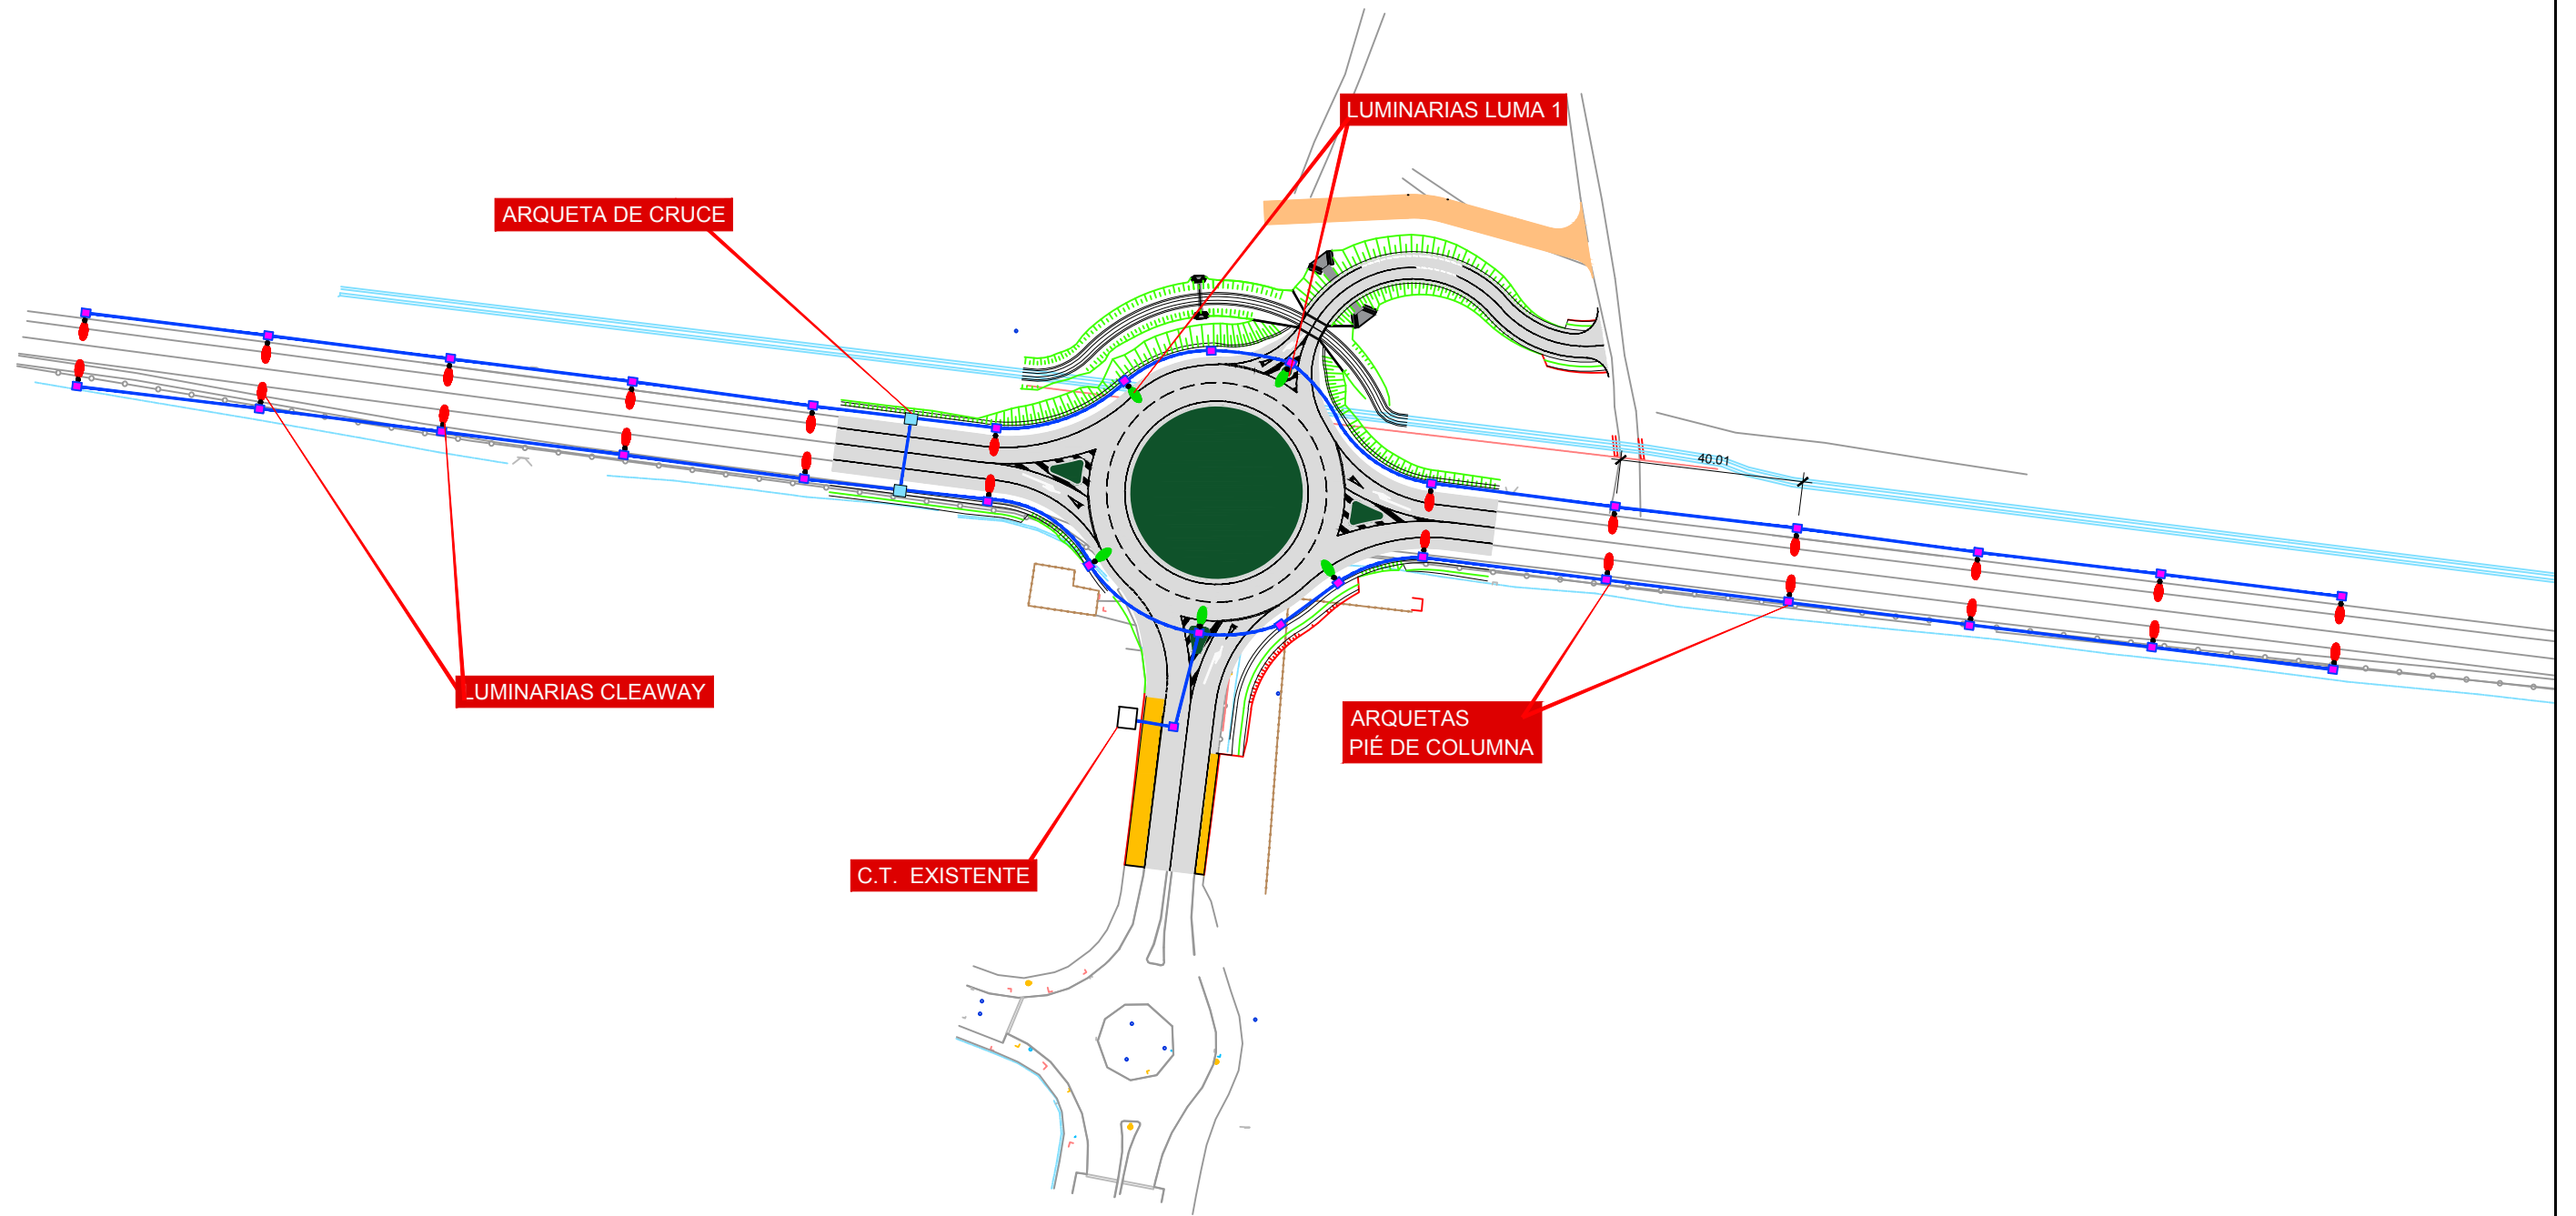 LUMINARIAS LUMA 1
ARQUETA DE CRUCE
40.01
LUMINARIAS CLEAWAY
ARQUETAS
PIÉ DE COLUMNA
C.T. EXISTENTE